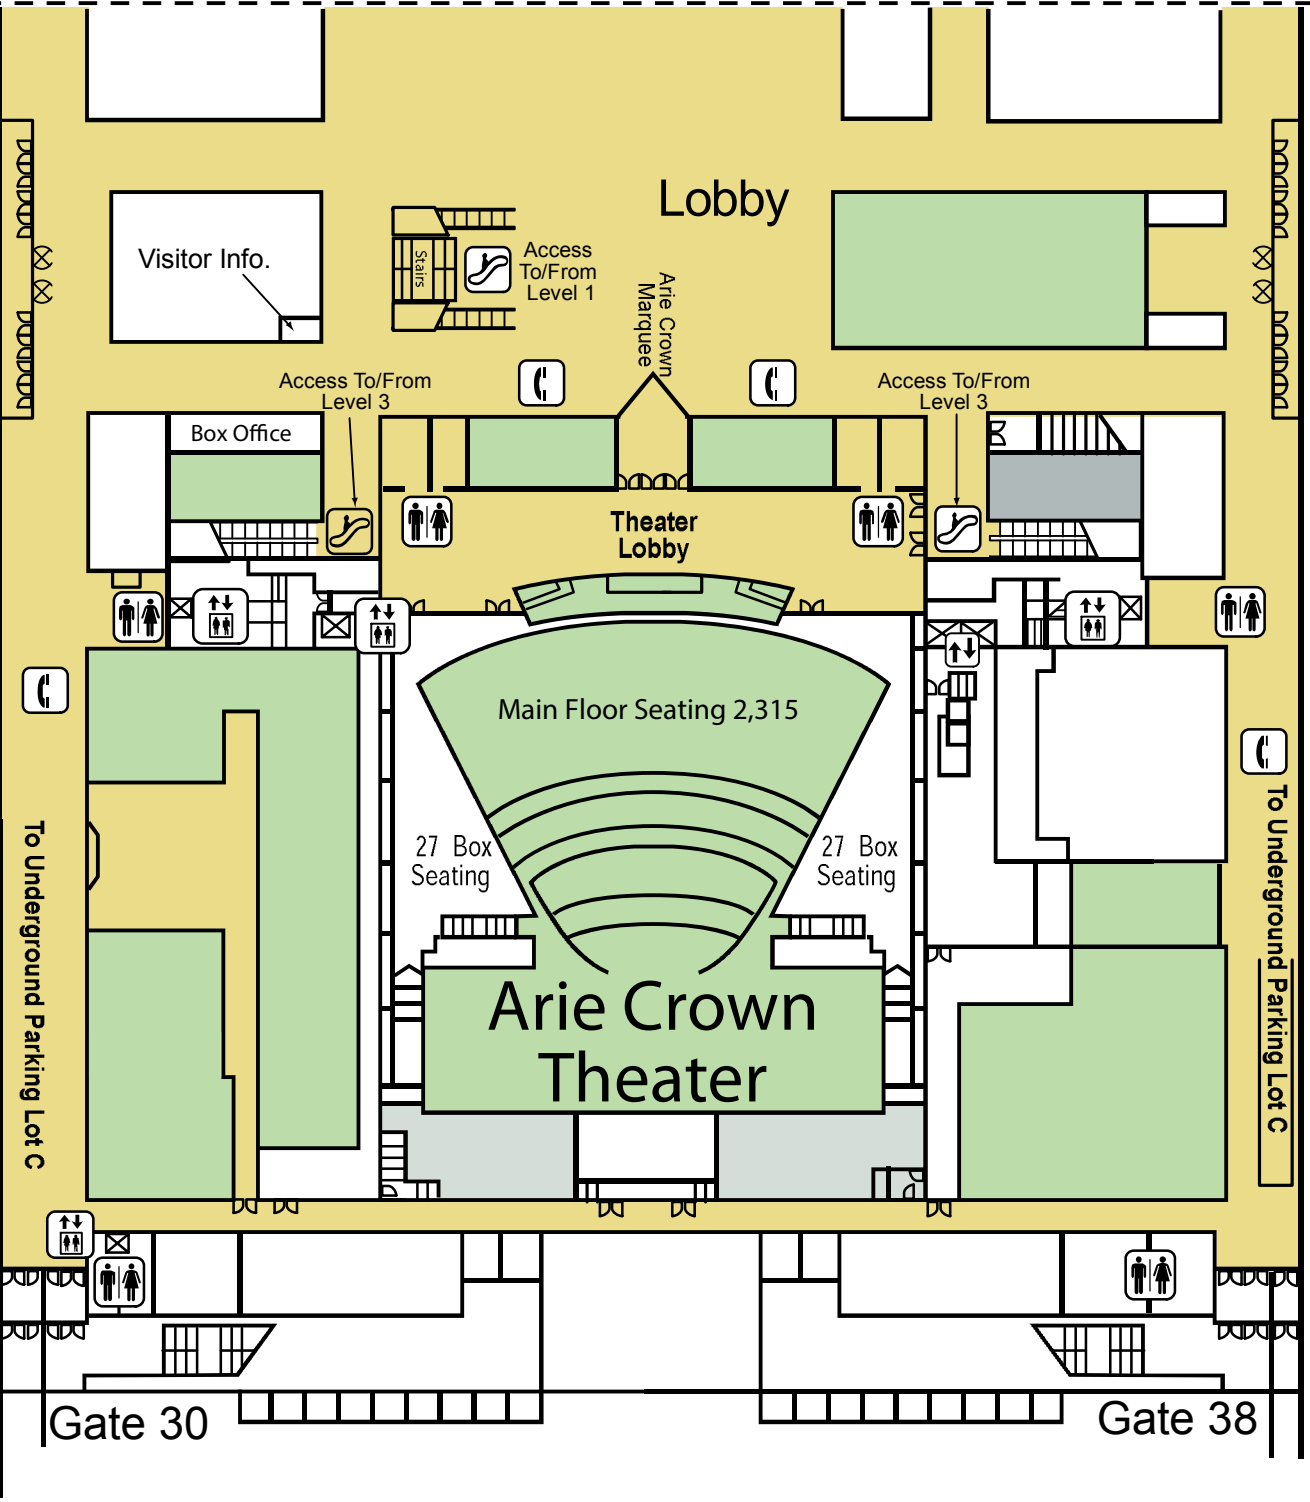 Lobby
Visitor Info.
Stairs
Access
To/From
Level 1
Arie Crown
Marquee
Access To/From
Level 3
Access To/From
Level 3
Box Office
Theater
Lobby
Main Floor Seating 2,315
27 Box
Seating
27 Box
Seating
To Underground Parking Lot C
To Underground Parking Lot C
Arie Crown
Theater
Gate 30
Gate 38